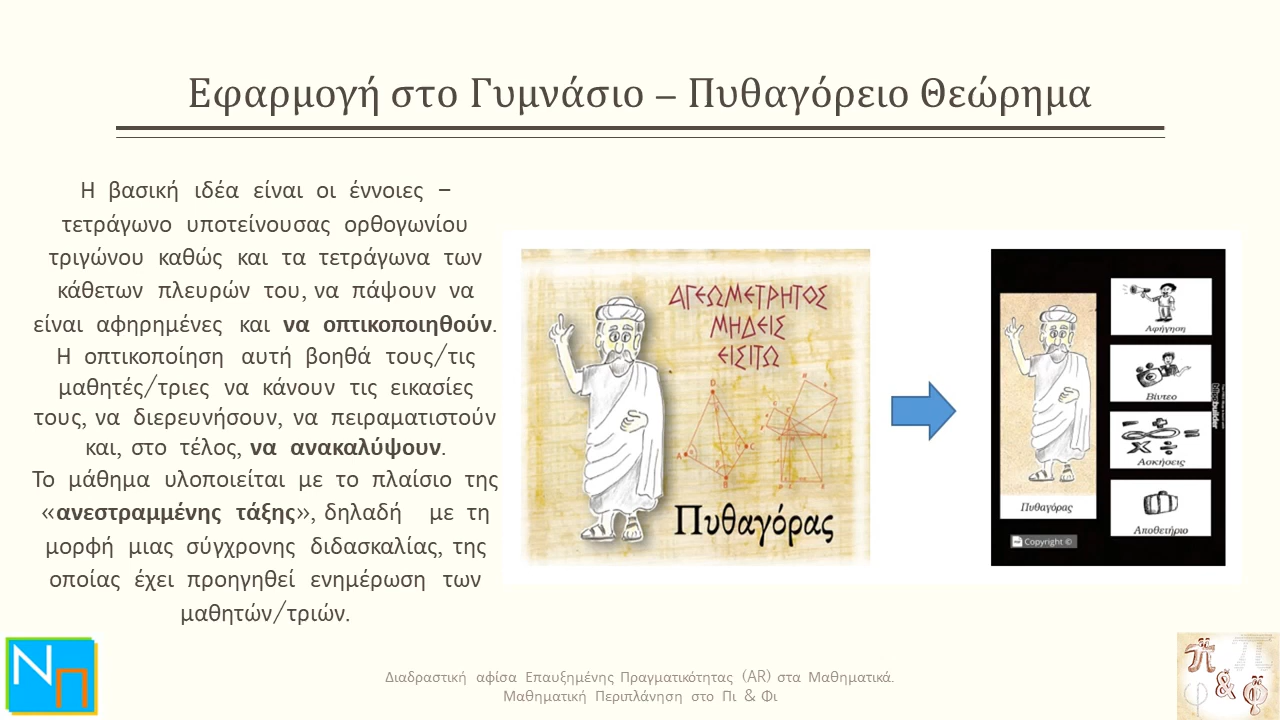 Εφαρμογή στο Γυμνάσιο – Πυθαγόρειο Θεώρημα
Η βασική ιδέα είναι οι έννοιες –
τετράγωνο υποτείνουσας ορθογωνίου
τριγώνου καθώς και τα τετράγωνα των
κάθετων πλευρών του, να πάψουν να
είναι αφηρημένες και να οπτικοποιηθούν.
Η οπτικοποίηση αυτή βοηθά τους/τις
μαθητές/τριες να κάνουν τις εικασίες
τους, να διερευνήσουν, να πειραματιστούν
και, στο τέλος, να ανακαλύψουν.
Το μάθημα υλοποιείται με το πλαίσιο της
«ανεστραμμένης τάξης», δηλαδή με τη
μορφή μιας σύγχρονης διδασκαλίας, της
οποίας έχει προηγηθεί ενημέρωση των
μαθητών/τριών.
ΑΓΕΩΜΕΤΡΗΤΟΣ
ΜΗΔΕΙΣ
ΕΙΣΙΤΩ
Πυθαγόρας
Αφήγηση
Βίντεο
Ασκήσεις
Αποθετήριο
Πυθαγόρας
Copyright ©
Νπ
π
&
φ
Διαδραστική αφίσα Επαυξημένης Πραγματικότητας (AR) στα Μαθηματικά.
Μαθηματική Περιπλάνηση στο Πι & Φι